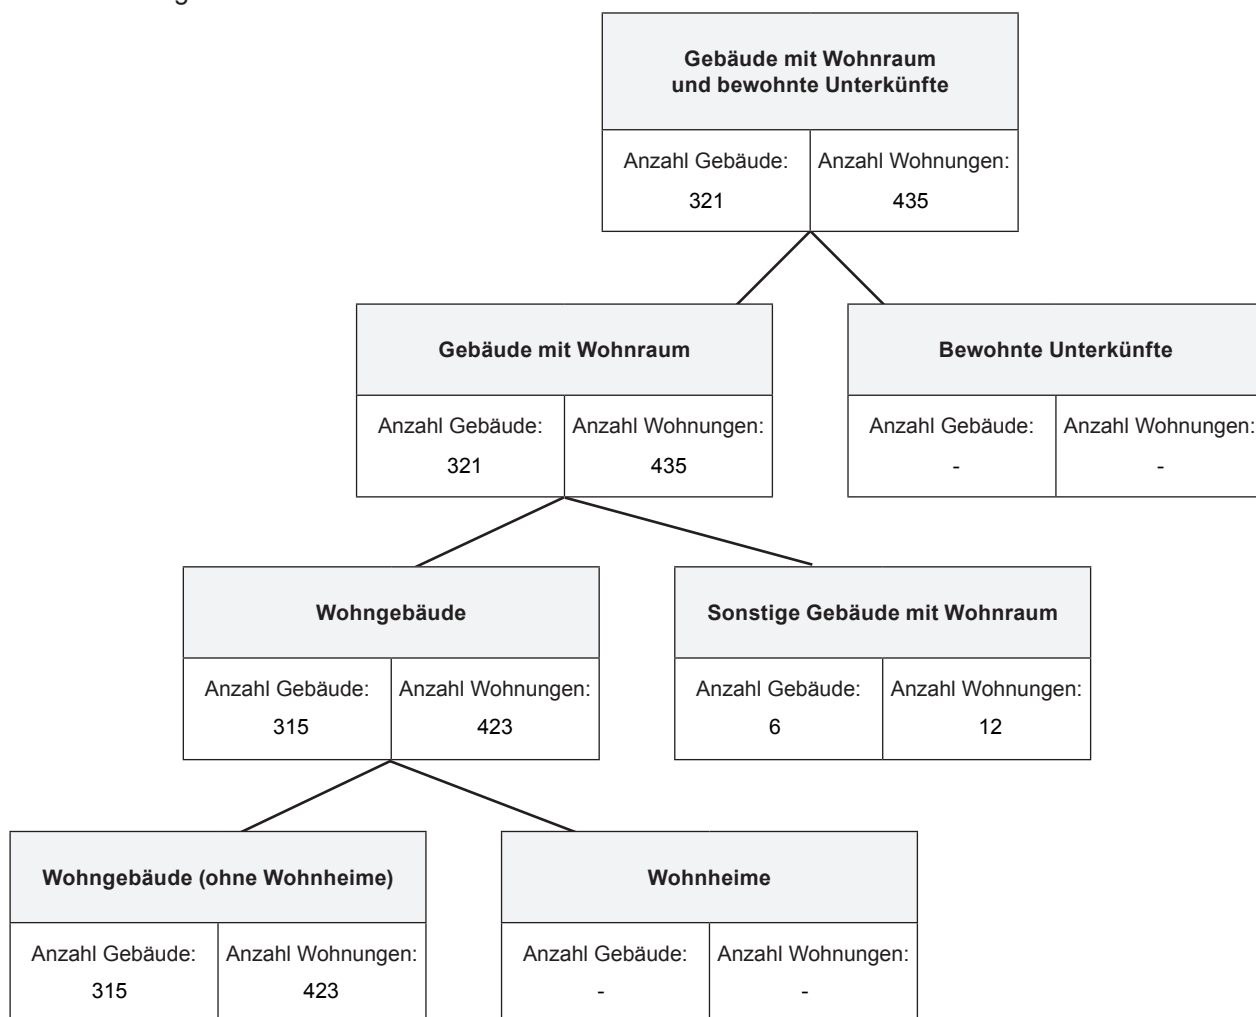 Gebäude mit Wohnraum
und bewohnte Unterkünfte
Anzahl Gebäude: Anzahl Wohnungen:
321 435
Gebäude mit Wohnraum
Anzahl Gebäude: Anzahl Wohnungen:
321 435
Bewohnte Unterkünfte
Anzahl Gebäude: Anzahl Wohnungen:
- -
Wohngebäude
Anzahl Gebäude: Anzahl Wohnungen:
315 423
Sonstige Gebäude mit Wohnraum
Anzahl Gebäude: Anzahl Wohnungen:
6 12
Wohngebäude (ohne Wohnheime)
Anzahl Gebäude: Anzahl Wohnungen:
315 423
Wohnheime
Anzahl Gebäude: Anzahl Wohnungen:
- -